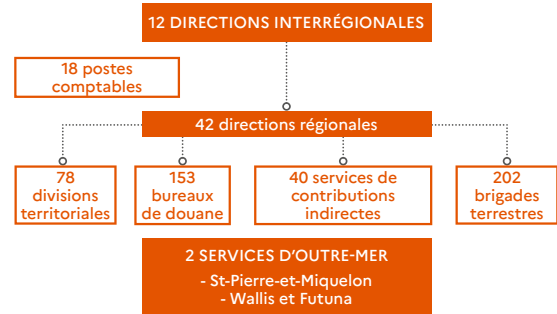 12 DIRECTIONS INTERRÉGIONALES
18 postes
comptables
42 directions régionales
78
divisions
territoriales
153
bureaux
de douane
40 services de
contributions
indirectes
202
brigades
terrestres
2 SERVICES D'OUTRE-MER
- St-Pierre-et-Miquelon
- Wallis et Futuna